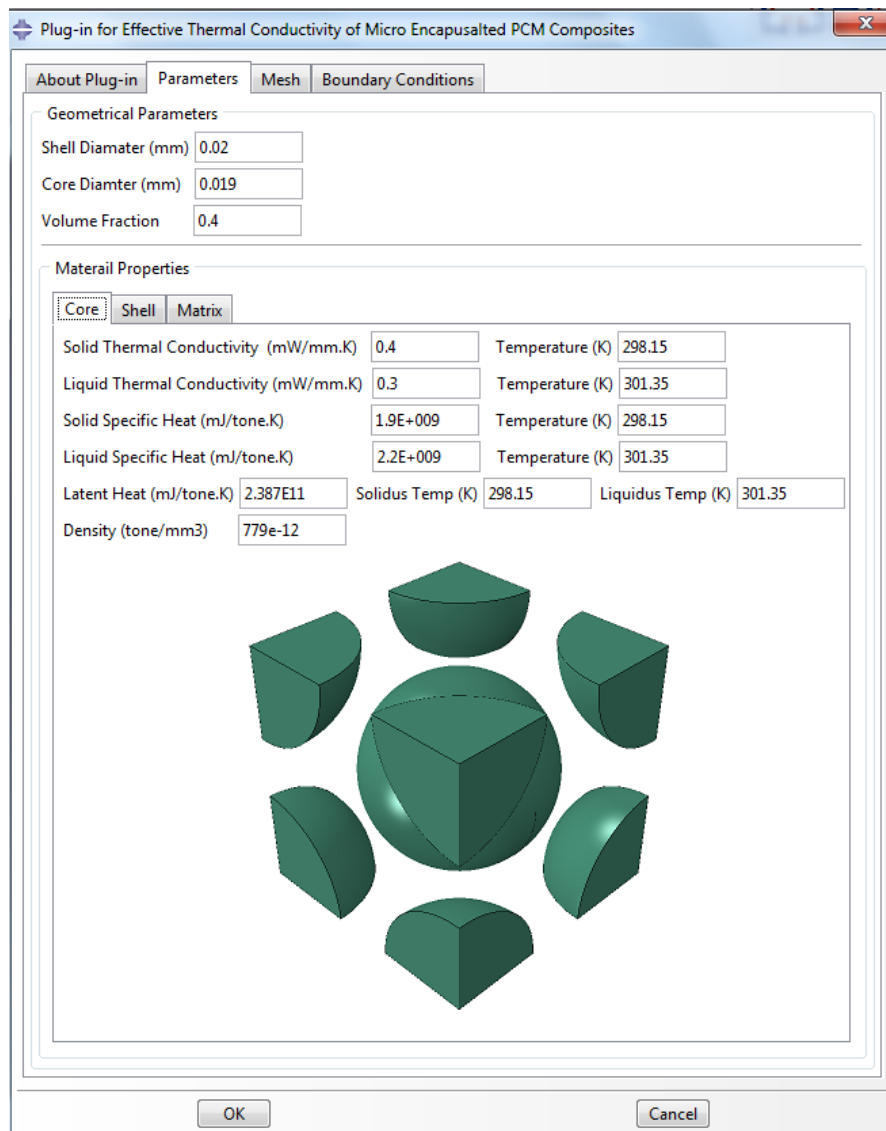 Plug-in for Effective Thermal Conductivity of Micro Encapusalted PCM Composites
About Plug-in Parameters Mesh Boundary Conditions
Geometrical Parameters
Shell Diamater (mm) 0.02
Core Diamter (mm) 0.019
Volume Fraction 0.4
Materail Properties
Core Shell Matrix
Solid Thermal Conductivity (mW/mm.K) 0.4 Temperature (K) 298.15
Liquid Thermal Conductivity (mW/mm.K) 0.3 Temperature (K) 301.35
Solid Specific Heat (mJ/tone.K) 1.9E+009 Temperature (K) 298.15
Liquid Specific Heat (mJ/tone.K) 2.2E+009 Temperature (K) 301.35
Latent Heat (mJ/tone.K) 2.387E11 Solidus Temp (K) 298.15 Liquidus Temp (K) 301.35
Density (tone/mm3) 779e-12
OK Cancel